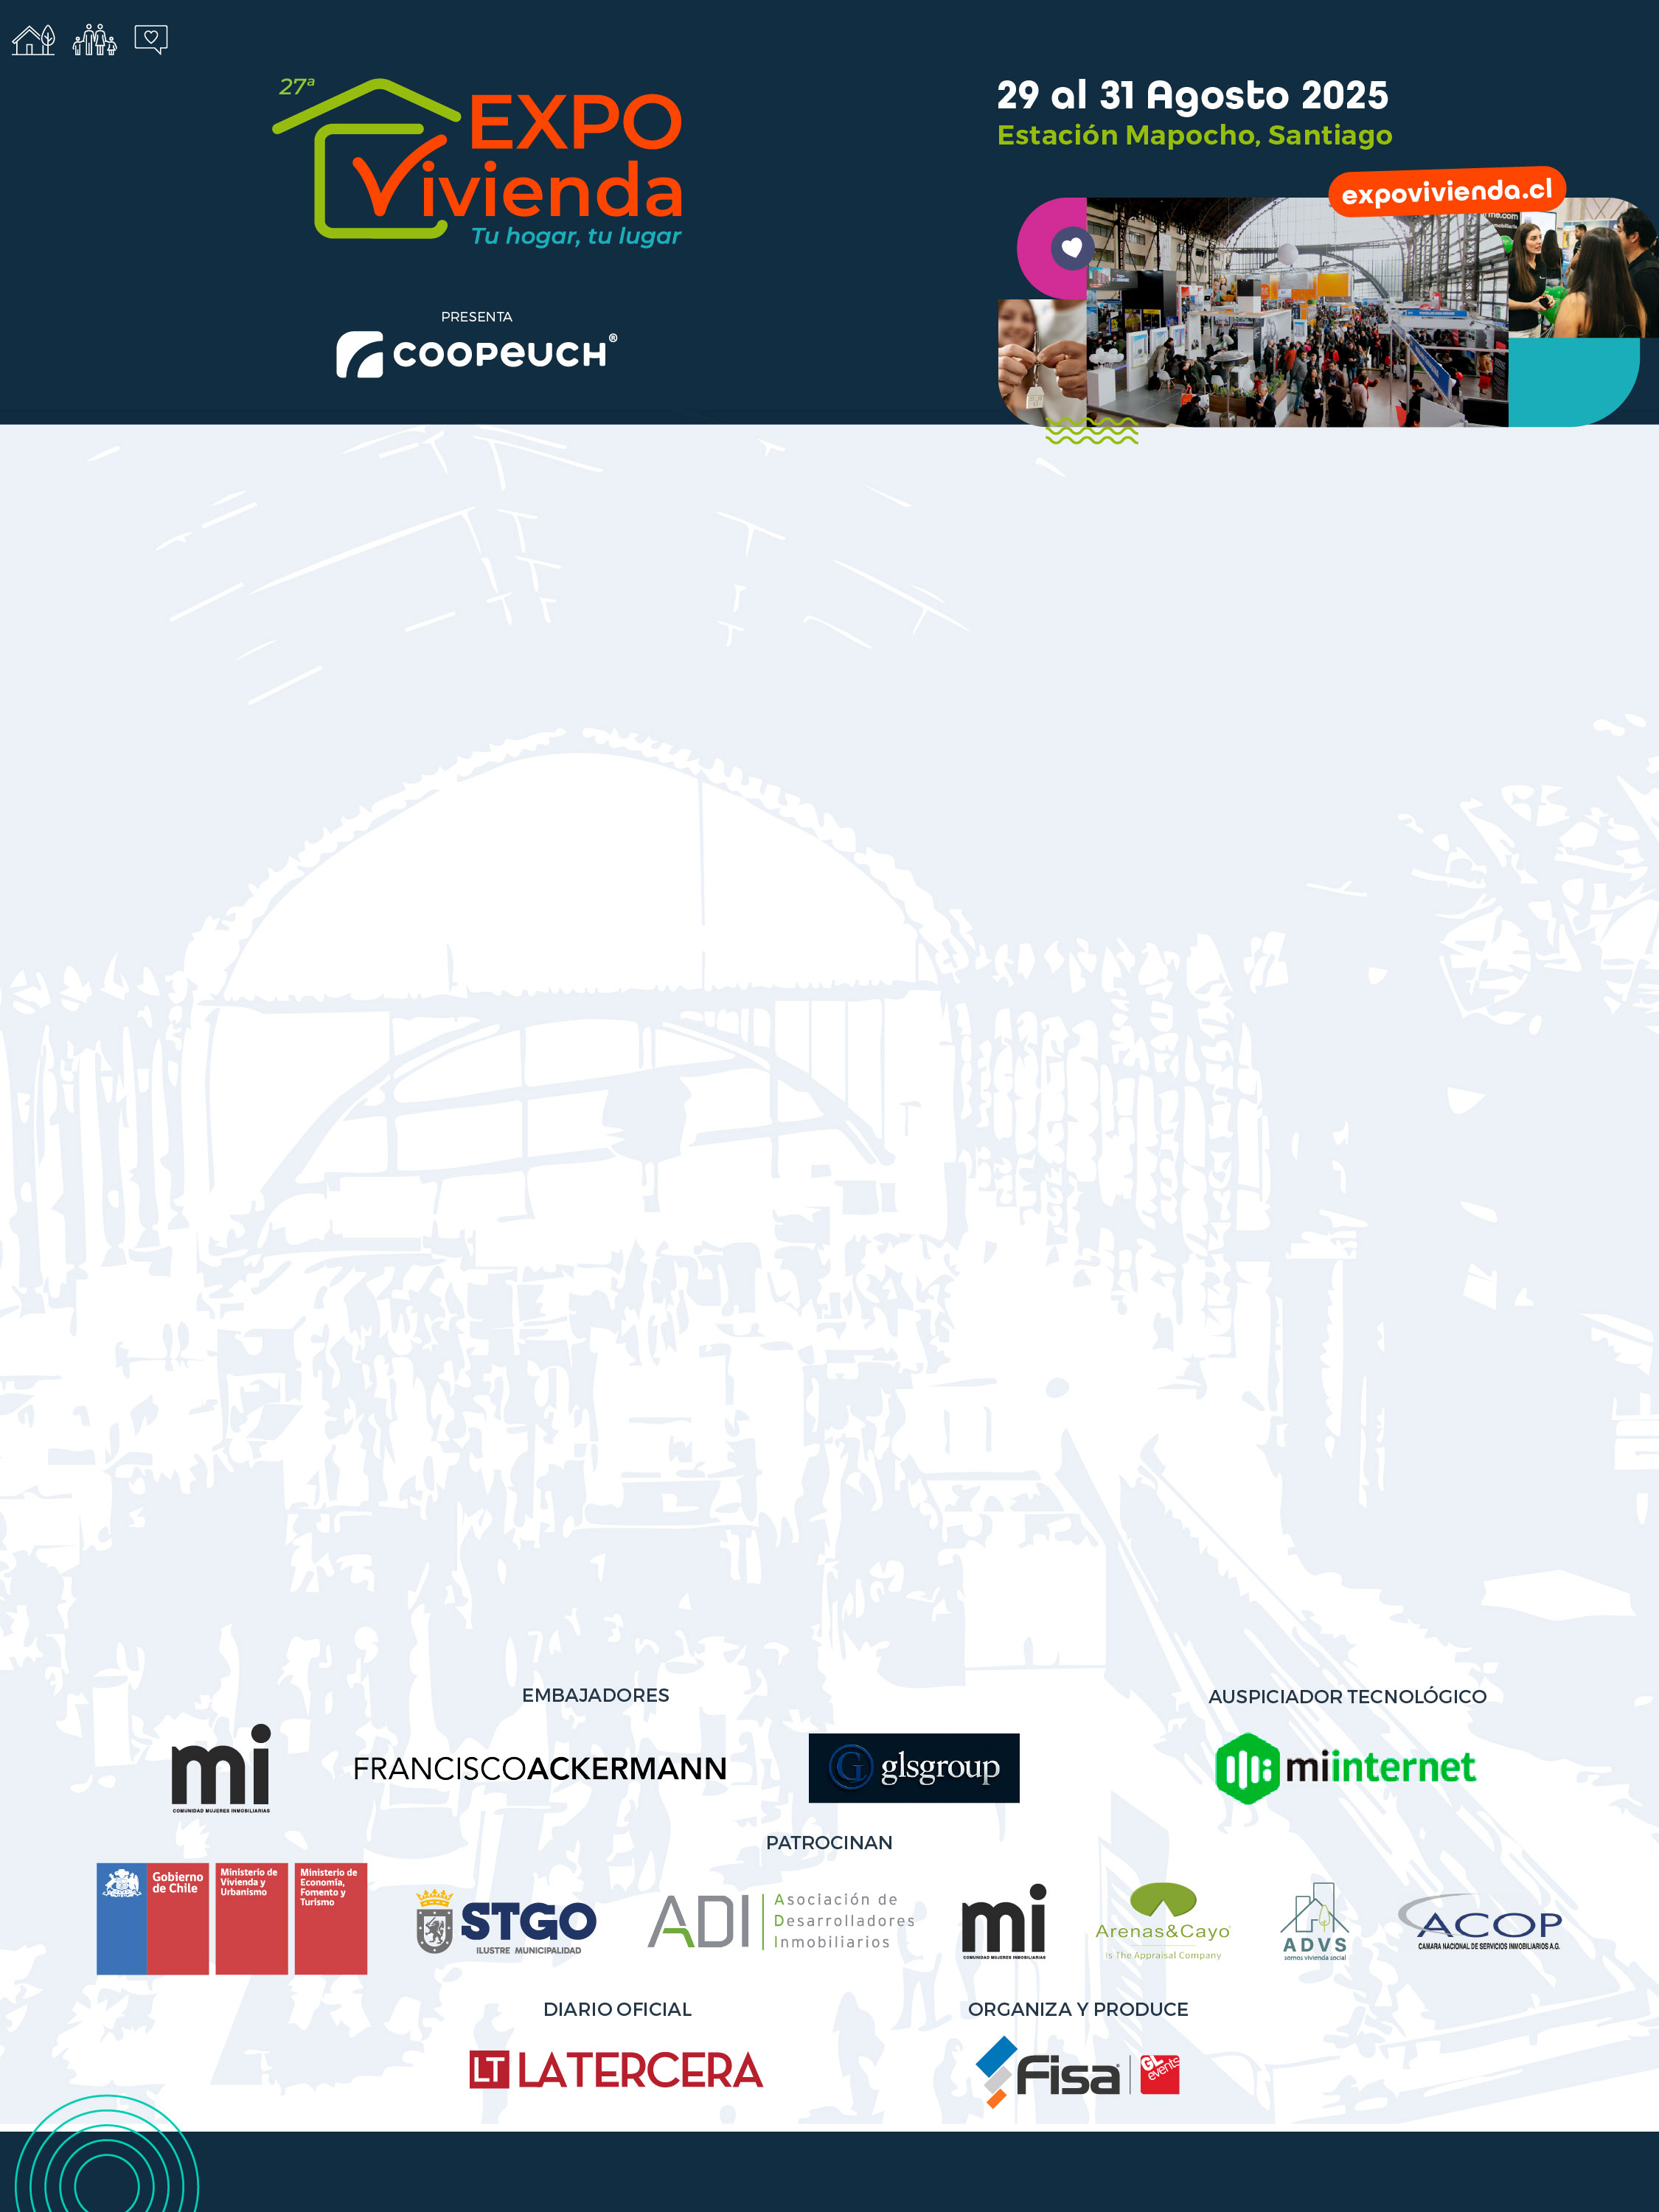 27ª
EXPO
Vivienda
Tu hogar, tu lugar
PRESENTA
COOPEUCH®
29 al 31 Agosto 2025
Estación Mapocho, Santiago
expovivienda.cl
EMBAJADORES
mi
COMUNIDAD MUJERES INMOBILIARIAS
FRANCISCOACKERMANN
G glsgroup
AUSPICIADOR TECNOLÓGICO
miinternet
PATROCINAN
Gobierno
de Chile
Ministerio de
Vivienda y
Urbanismo
Ministerio de
Economía,
Fomento y
Turismo
STGO
ILUSTRE MUNICIPALIDAD
ADI
Asociación de
Desarrolladores
Inmobiliarios
mi
COMUNIDAD MUJERES INMOBILIARIAS
Arenas&Cayo
Is The Appraisal Company
ADVS
somos vivienda social
ACOP
CAMARA NACIONAL DE SERVICIOS INMOBILIARIOS A.G.
DIARIO OFICIAL
LT LATERCERA
ORGANIZA Y PRODUCE
Fisa
GL
events